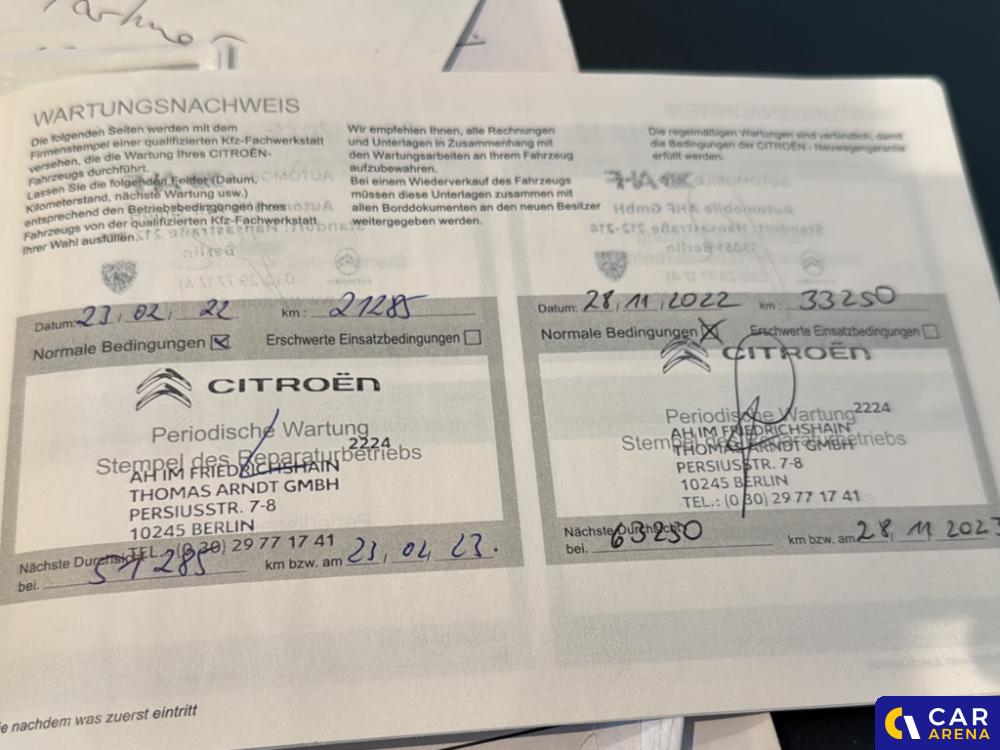 WARTUNGSNACHWEIS
Die folgenden Seiten werden mit dem
Firmenstempel einer qualifizierten Kfz-Fachwerkstatt
versehen, die die Wartung Ihres CITROËN-
Fahrzeugs durchführt.
Lassen Sie die folgenden Felder (Datum,
Kilometerstand, nächste Wartung usw.)
entsprechend den Betriebsbedingungen Ihres
Fahrzeugs von der qualifizierten Kfz-Fachwerkstatt
Ihrer Wahl ausfüllen.
Wir empfehlen Ihnen, alle Rechnungen
und Unterlagen in Zusammenhang mit
den Wartungsarbeiten an Ihrem Fahrzeug
aufzubewahren.
Bei einem Wiederverkauf des Fahrzeugs
müssen diese Unterlagen zusammen mit
allen Borddokumenten an den neuen Besitzer
weitergegeben werden.
Die regelmäßigen Wartungen sind verbindlich, damit
die Bedingungen der CITROËN - Neuwagengarantie
erfüllt werden.
Datum: 23.02.22 km: 21285
Normale Bedingungen Erschwerte Einsatzbedingungen
CITROËN
Periodische Wartung
2224
Stempel des Reparaturbetriebs
AH IM FRIEDRICHSHAIN
THOMAS ARNDT GMBH
PERSIUSSTR. 7-8
10245 BERLIN
TEL.: (0 30) 29 77 17 41
Nächste Durchsicht
bei. 51285 km bzw. am 23.02.23.
Datum: 28.11.2022 km: 33250
Normale Bedingungen Erschwerte Einsatzbedingungen
CITROËN
Periodische Wartung
2224
Stempel des Reparaturbetriebs
AH IM FRIEDRICHSHAIN
THOMAS ARNDT GMBH
PERSIUSSTR. 7-8
10245 BERLIN
TEL.: (0 30) 29 77 17 41
Nächste Durchsicht
bei. 63250 km bzw. am 28.11.2023
nachdem was zuerst eintritt
CAR
ARENA